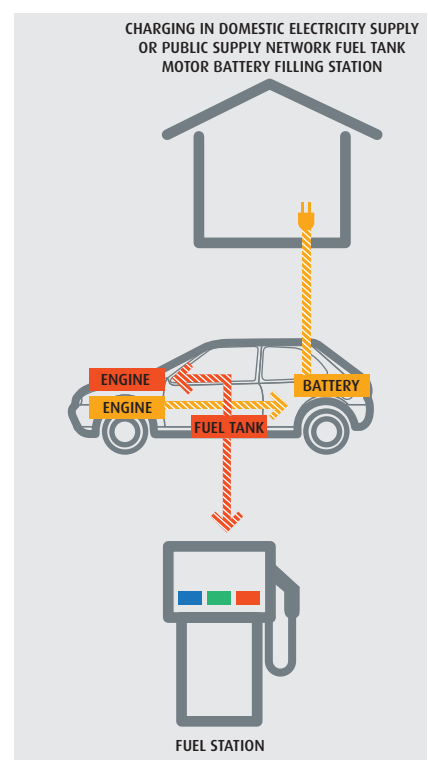 CHARGING IN DOMESTIC ELECTRICITY SUPPLY
OR PUBLIC SUPPLY NETWORK FUEL TANK
MOTOR BATTERY FILLING STATION
ENGINE
BATTERY
ENGINE
FUEL TANK
FUEL STATION